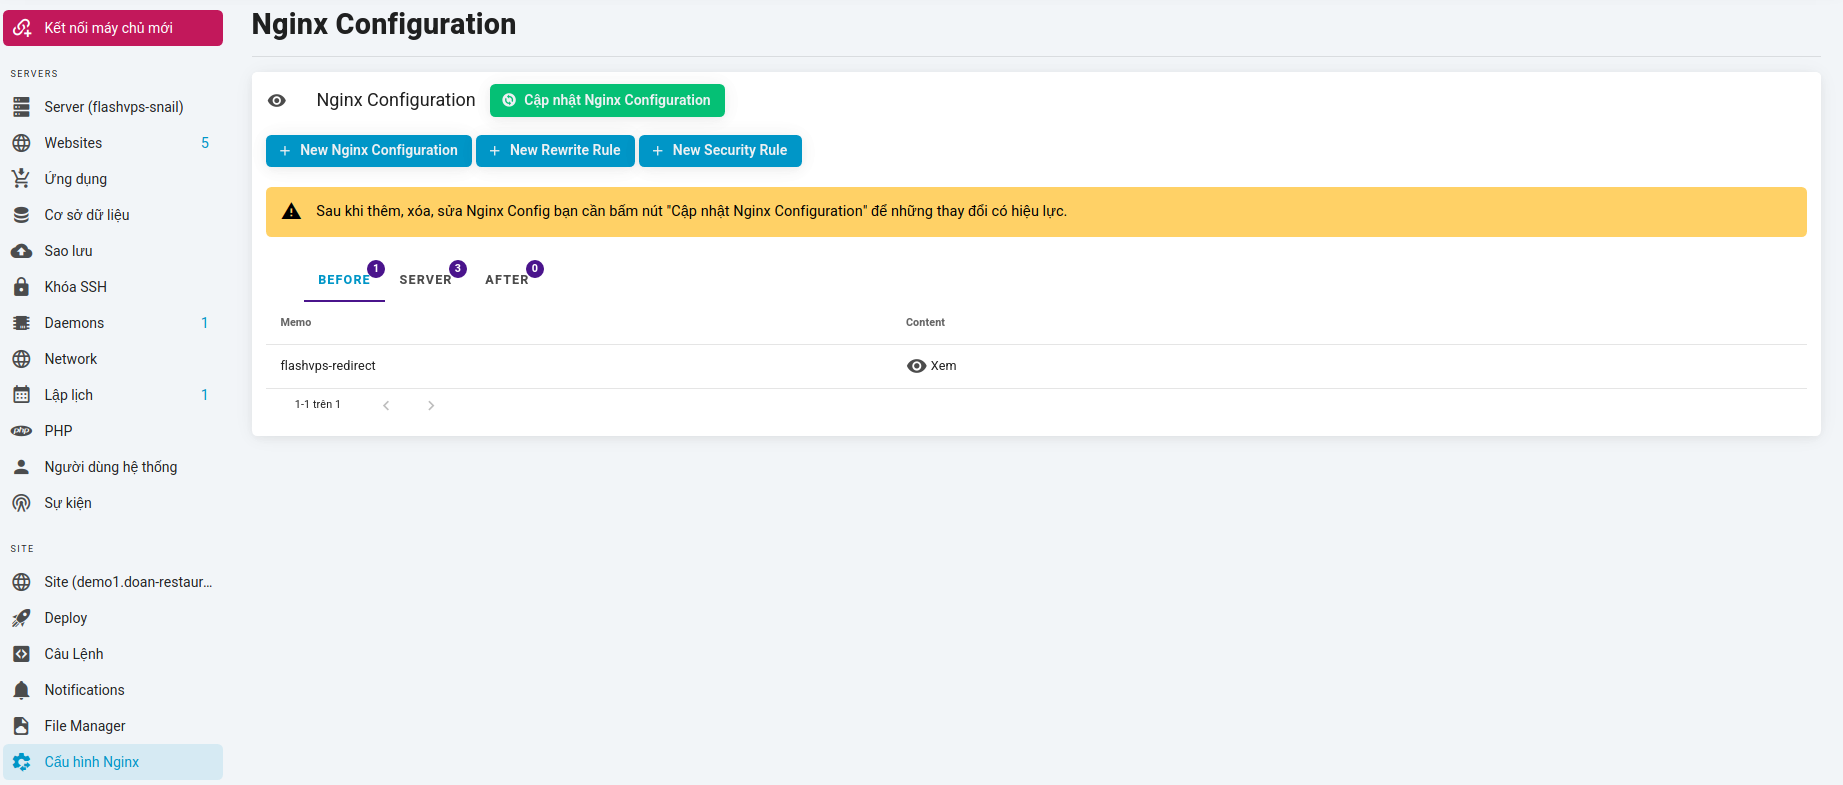 Kết nối máy chủ mới
SERVERS
Server (flashvps-snail)
Websites 5
Ứng dụng
Cơ sở dữ liệu
Sao lưu
Khóa SSH
Daemons 1
Network
Lập lịch 1
php PHP
Người dùng hệ thống
Sự kiện
SITE
Site (demo1.doan-restaur...
Deploy
Câu Lệnh
Notifications
File Manager
Cấu hình Nginx
Nginx Configuration
Nginx Configuration Cập nhật Nginx Configuration
+ New Nginx Configuration + New Rewrite Rule + New Security Rule
Sau khi thêm, xóa, sửa Nginx Config bạn cần bấm nút "Cập nhật Nginx Configuration" để những thay đổi có hiệu lực.
BEFORE 1 SERVER 3 AFTER 0
Memo Content
flashvps-redirect Xem
1-1 trên 1